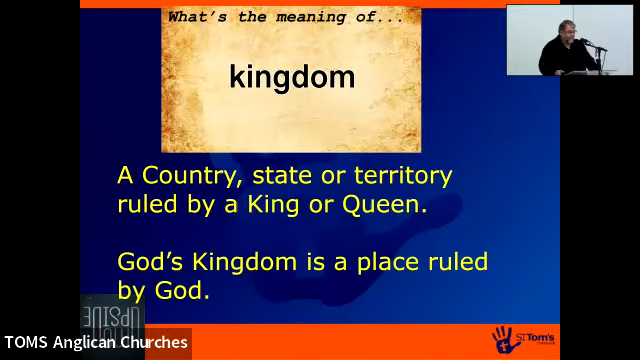 What's the meaning of...
kingdom
A Country, state or territory
ruled by a King or Queen.
God's Kingdom is a place ruled
by God.
UPSIDE
TOMS Anglican Churches
St Tom's